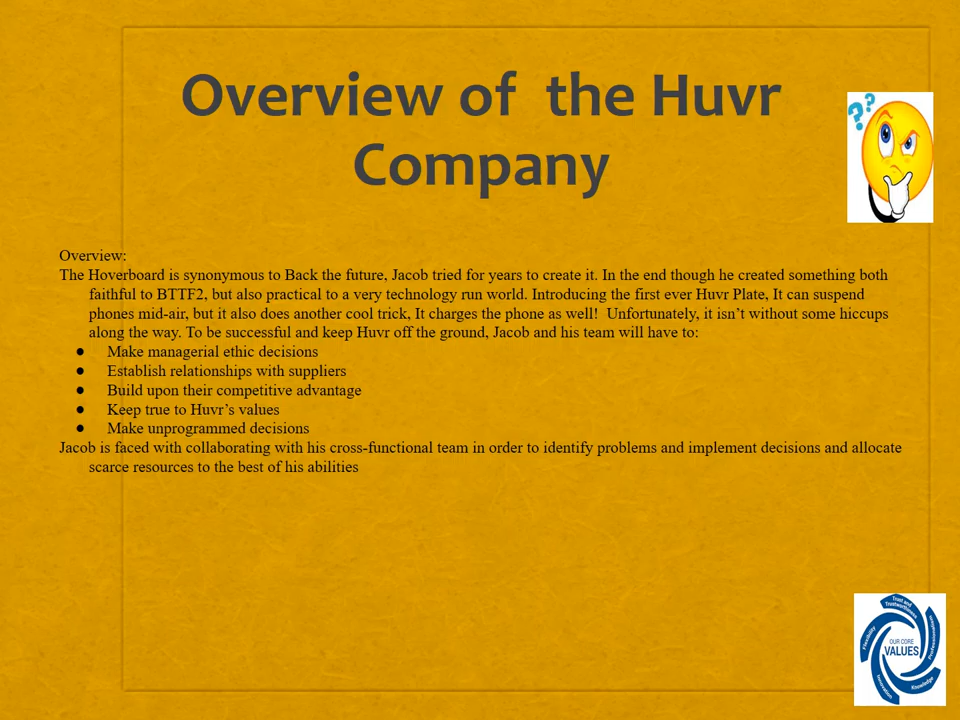 Overview of  the Huvr
Company
??
Overview:
The Hoverboard is synonymous to Back the future, Jacob tried for years to create it. In the end though he created something both
faithful to BTTF2, but also practical to a very technology run world. Introducing the first ever Huvr Plate, It can suspend
phones mid-air, but it also does another cool trick, It charges the phone as well!  Unfortunately, it isn’t without some hiccups
along the way. To be successful and keep Huvr off the ground, Jacob and his team will have to:
● Make managerial ethic decisions
● Establish relationships with suppliers
● Build upon their competitive advantage
● Keep true to Huvr’s values
● Make unprogrammed decisions
Jacob is faced with collaborating with his cross-functional team in order to identify problems and implement decisions and allocate
scarce resources to the best of his abilities
Trust and
Trustworthiness
Professionalism
Knowledge
Innovation
Flexibility
OUR CORE
VALUES